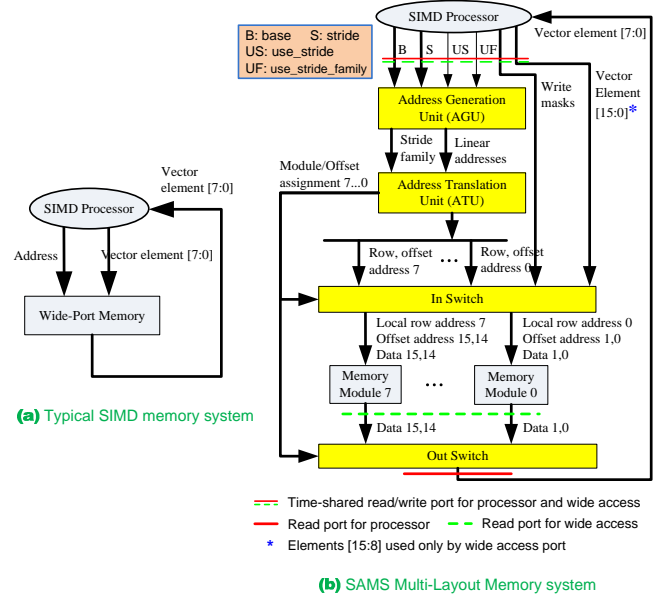 B: base S: stride
US: use_stride
UF: use_stride_family
SIMD Processor
Vector element [7:0]
B S US UF
Address Generation
Unit (AGU)
Write
masks
Vector
Element
[15:0]*
Stride
family
Linear
addresses
Module/Offset
assignment 7...0
Address Translation
Unit (ATU)
Row, offset
address 7
...
Row, offset
address 0
In Switch
Local row address 7
Offset address 15,14
Data 15,14
Local row address 0
Offset address 1,0
Data 1,0
Memory
Module 7
...
Memory
Module 0
Data 15,14
Data 1,0
Out Switch
Vector
element [7:0]
SIMD Processor
Address
Vector element [7:0]
Wide-Port Memory
(a) Typical SIMD memory system
Time-shared read/write port for processor and wide access
Read port for processor
Read port for wide access
* Elements [15:8] used only by wide access port
(b) SAMS Multi-Layout Memory system